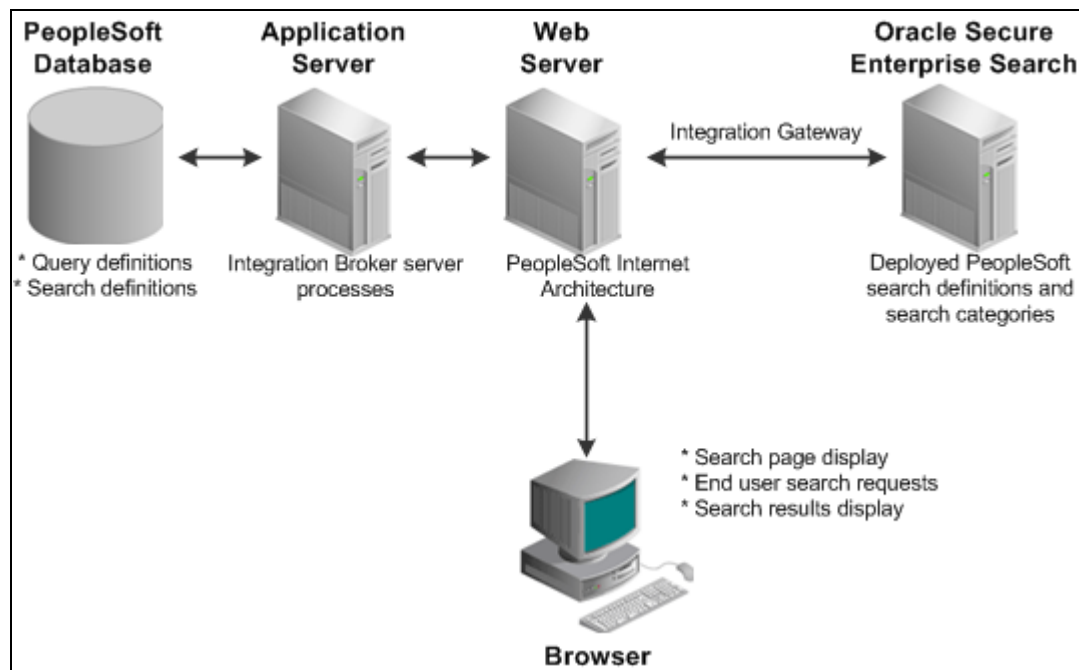 PeopleSoft
Database
Application
Server
Web
Server
Oracle Secure
Enterprise Search
Integration Gateway
* Query definitions
* Search definitions
Integration Broker server
processes
PeopleSoft Internet
Architecture
Deployed PeopleSoft
search definitions and
search categories
* Search page display
* End user search requests
* Search results display
Browser